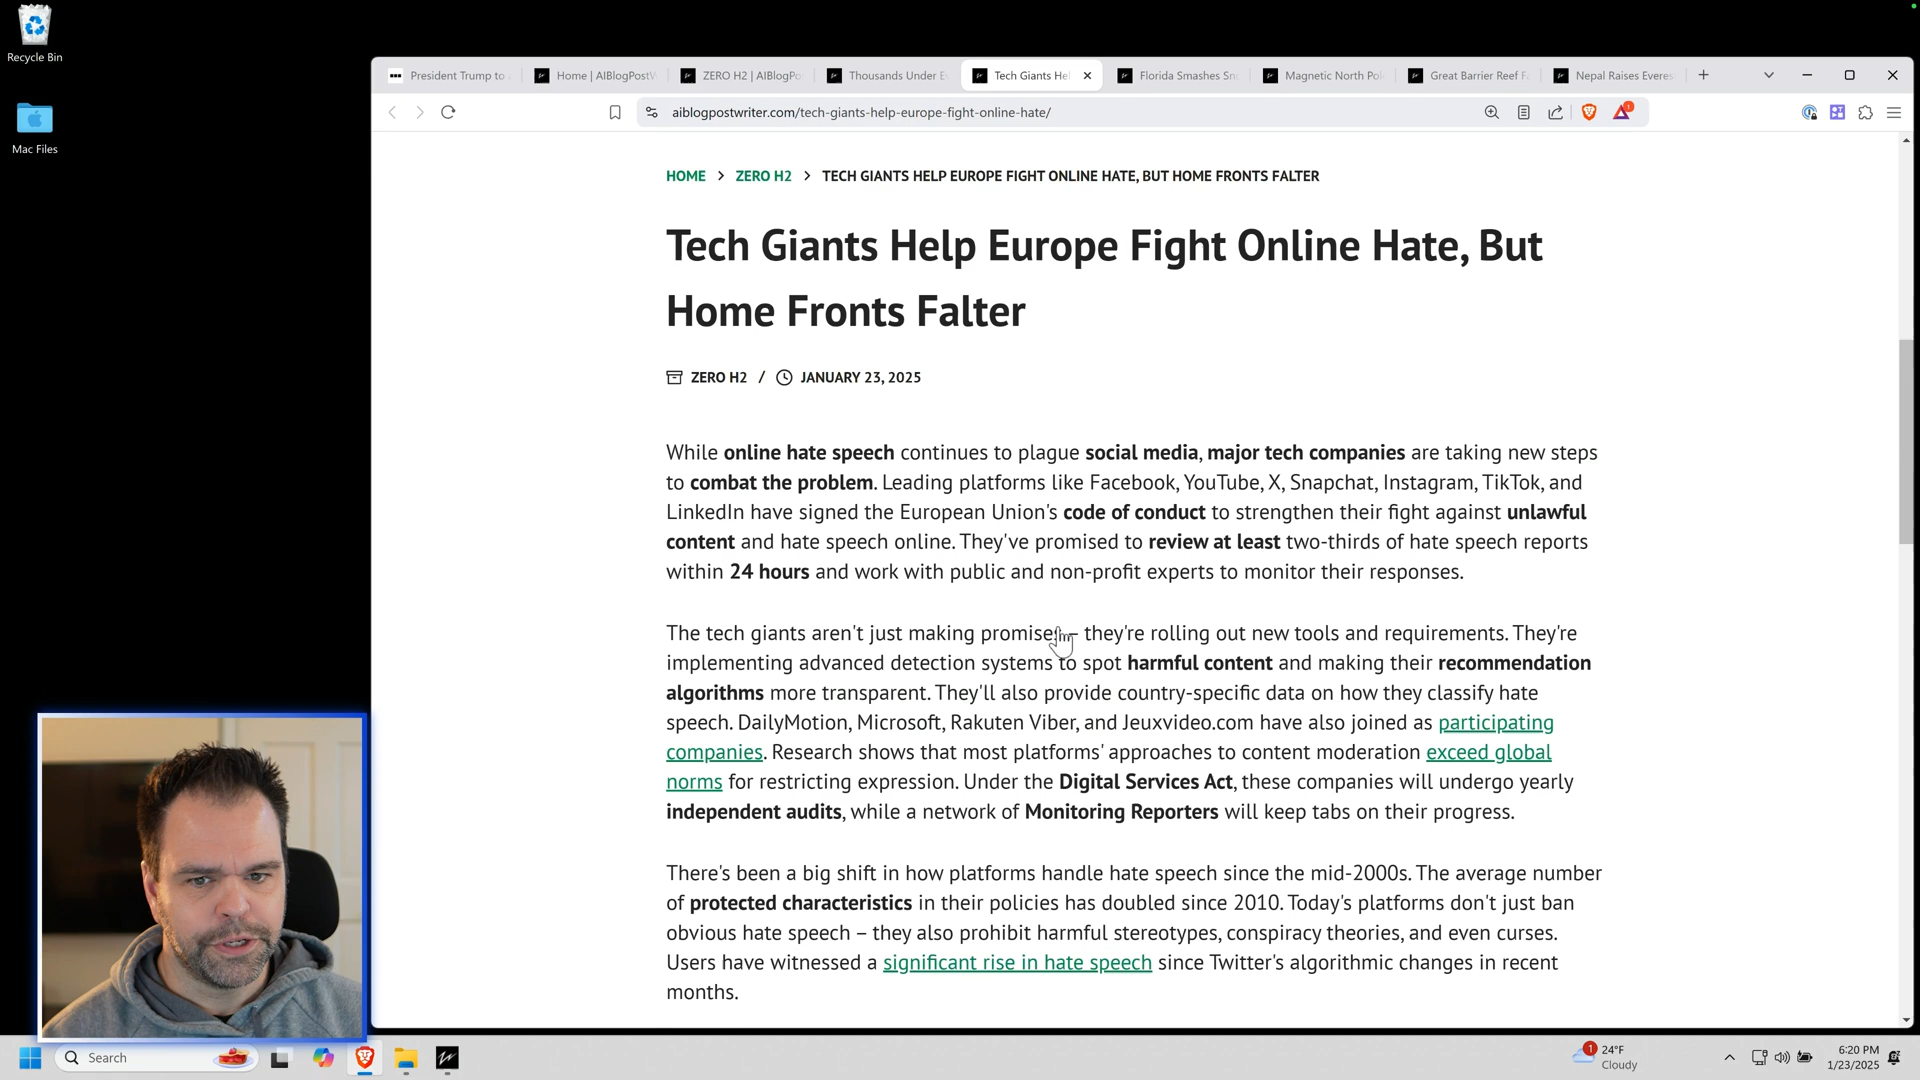 Recycle Bin
Mac Files
President Trump to
Home | AIBlogPostW
ZERO H2 | AIBlogPo
Thousands Under E
Tech Giants Hel
Florida Smashes Sn
Magnetic North Pol
Great Barrier Reef F
Nepal Raises Everes
aiblogpostwriter.com/tech-giants-help-europe-fight-online-hate/
1
HOME > ZERO H2 > TECH GIANTS HELP EUROPE FIGHT ONLINE HATE, BUT HOME FRONTS FALTER
Tech Giants Help Europe Fight Online Hate, But
Home Fronts Falter
ZERO H2 / JANUARY 23, 2025
While online hate speech continues to plague social media, major tech companies are taking new steps
to combat the problem. Leading platforms like Facebook, YouTube, X, Snapchat, Instagram, TikTok, and
LinkedIn have signed the European Union's code of conduct to strengthen their fight against unlawful
content and hate speech online. They've promised to review at least two-thirds of hate speech reports
within 24 hours and work with public and non-profit experts to monitor their responses.
The tech giants aren't just making promises – they're rolling out new tools and requirements. They're
implementing advanced detection systems to spot harmful content and making their recommendation
algorithms more transparent. They'll also provide country-specific data on how they classify hate
speech. DailyMotion, Microsoft, Rakuten Viber, and Jeuxvideo.com have also joined as participating
companies. Research shows that most platforms' approaches to content moderation exceed global
norms for restricting expression. Under the Digital Services Act, these companies will undergo yearly
independent audits, while a network of Monitoring Reporters will keep tabs on their progress.
There's been a big shift in how platforms handle hate speech since the mid-2000s. The average number
of protected characteristics in their policies has doubled since 2010. Today's platforms don't just ban
obvious hate speech – they also prohibit harmful stereotypes, conspiracy theories, and even curses.
Users have witnessed a significant rise in hate speech since Twitter's algorithmic changes in recent
months.
Search
1
24°F
Cloudy
6:20 PM
1/23/2025